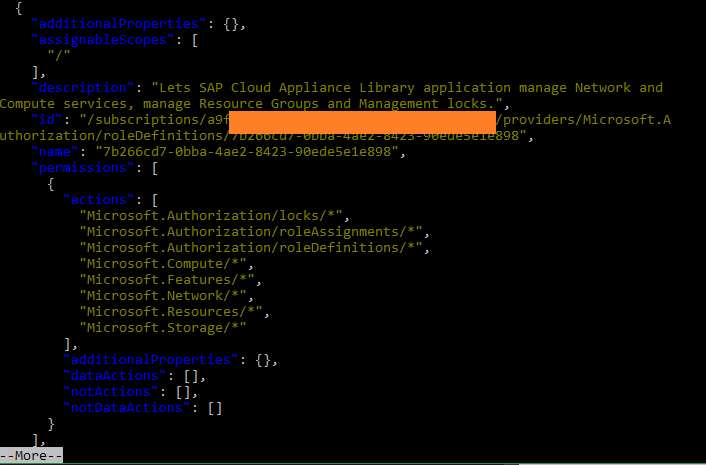 {
"additionalProperties": {},
"assignableScopes": [
"/"
],
"description": "Lets SAP Cloud Appliance Library application manage Network and
Compute services, manage Resource Groups and Management locks.",
"id": "/subscriptions/a9f /providers/Microsoft.A
uthorization/roleDefinitions/7b266cd7-0bba-4ae2-8423-90ede5e1e898",
"name": "7b266cd7-0bba-4ae2-8423-90ede5e1e898",
"permissions": [
{
"actions": [
"Microsoft.Authorization/locks/*",
"Microsoft.Authorization/roleAssignments/*",
"Microsoft.Authorization/roleDefinitions/*",
"Microsoft.Compute/*",
"Microsoft.Features/*",
"Microsoft.Network/*",
"Microsoft.Resources/*",
"Microsoft.Storage/*"
],
"additionalProperties": {},
"dataActions": [],
"notActions": [],
"notDataActions": []
}
],
--More--